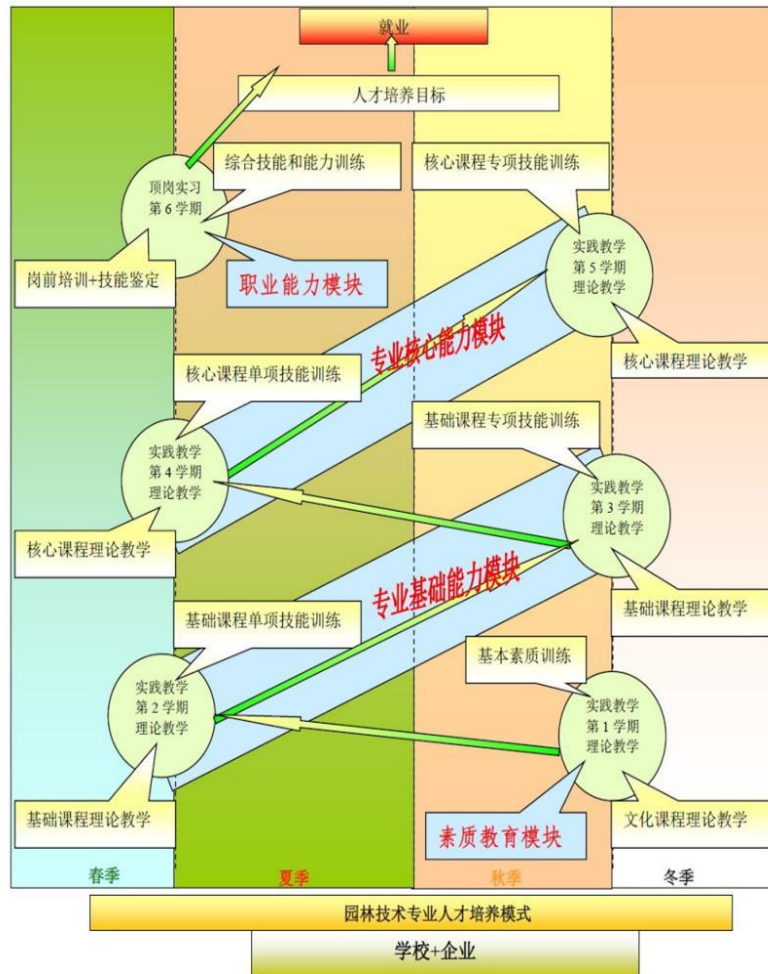 就业
人才培养目标
综合技能和能力训练
核心课程专项技能训练
顶岗实习
第 6 学期
实践教学
第 5 学期
理论教学
岗前培训+技能鉴定
职业能力模块
专业核心能力模块
核心课程单项技能训练
核心课程理论教学
基础课程专项技能训练
实践教学
第 4 学期
理论教学
实践教学
第 3 学期
理论教学
核心课程理论教学
专业基础能力模块
基础课程单项技能训练
基础课程理论教学
基本素质训练
实践教学
第 2 学期
理论教学
实践教学
第 1 学期
理论教学
基础课程理论教学
素质教育模块
文化课程理论教学
春季
夏季
秋季
冬季
园林技术专业人才培养模式
学校+企业